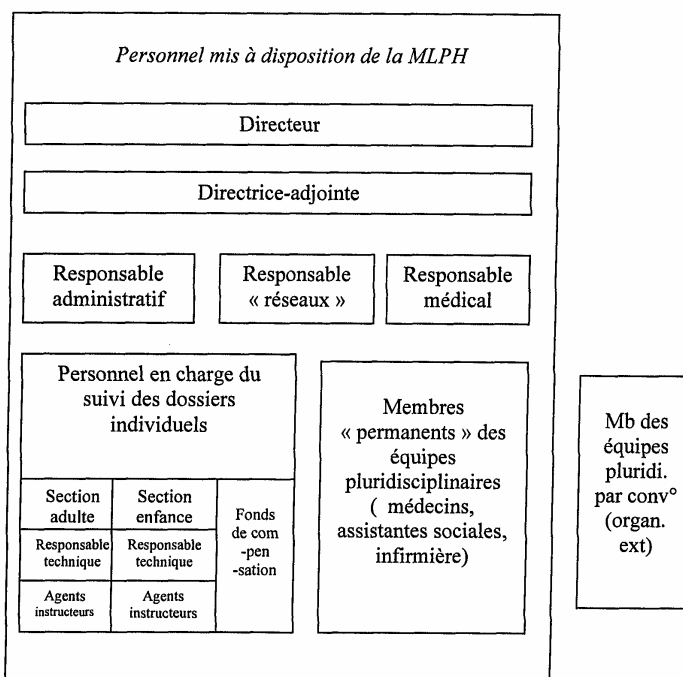 Personnel mis à disposition de la MLPH
Directeur
Directrice-adjointe
Responsable
administratif
Responsable
« réseaux »
Responsable
médical
Personnel en charge du
suivi des dossiers
individuels
Section
adulte
Section
enfance
Responsable
technique
Responsable
technique
Agents
instructeurs
Agents
instructeurs
Fonds
de com
-pen
-sation
Membres
« permanents » des
équipes
pluridisciplinaires
( médecins,
assistantes sociales,
infirmière)
Mb des
équipes
pluridi.
par conv°
(organ.
ext)